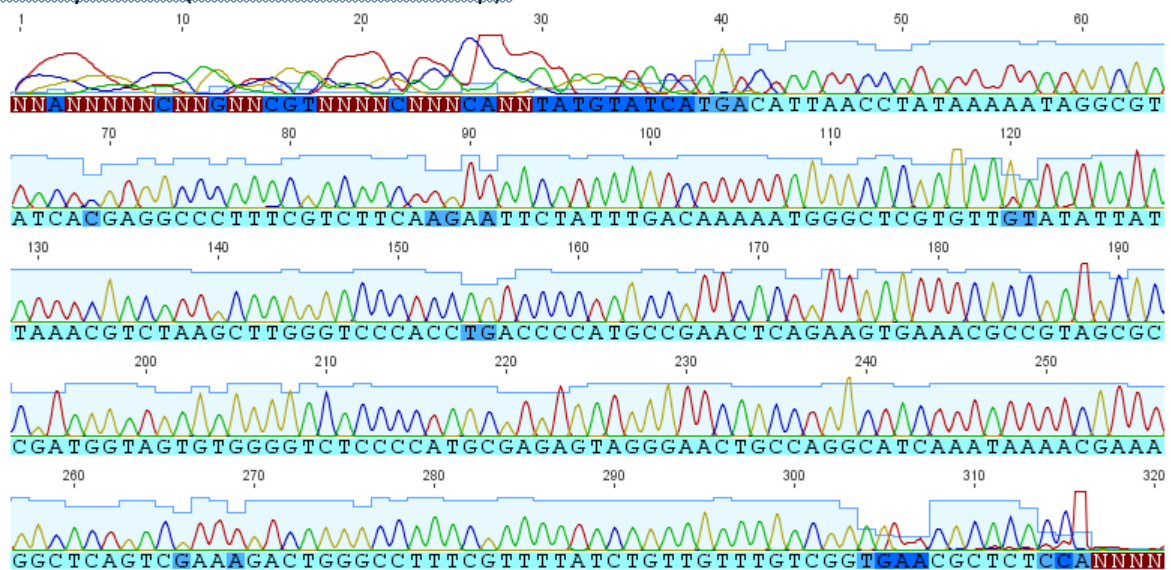 1 10 20 30 40 50 60
NNANNNNNCNNGNNCGTNNNNCNNNCANNTATGTATCATGACATTAACCTATAAAAATAGGCGT
70 80 90 100 110 120
ATCACGAGGCCCTTTCGTCTTCAAGAATTCTATTTGACAAAAATGGGCTCGTGTTGTATATTAT
130 140 150 160 170 180 190
TAAACGTCTAAGCTTGGGTCCCACCTGACCCCATGCCGAACTCAGAAGTGAAACGCCGTAGCGC
200 210 220 230 240 250
CGATGGTAGTGTGGGGTCTCCCCATGCGAGAGTAGGGAACTGCCAGGCATCAAATAAAACGAAA
260 270 280 290 300 310 320
GGCTCAGTCGAAAGACTGGGCCTTTCGTTTTATCTGTTGTTTGTCGGTGAACGCTCTCCANNNN